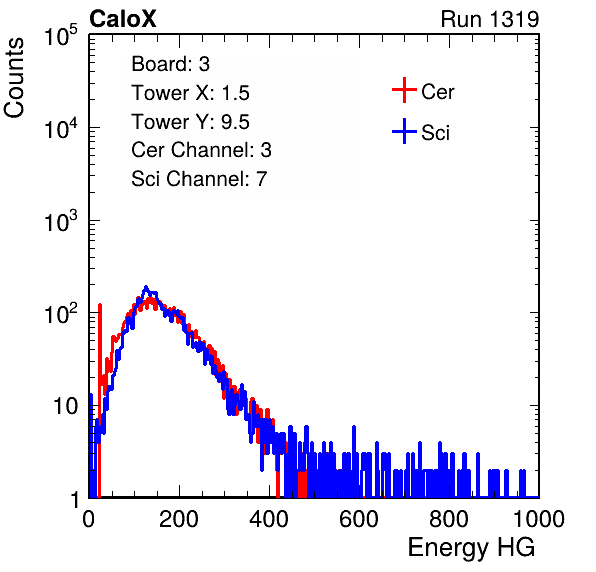 CaloX Run 1319
Counts
10^5
10^4
10^3
10^2
10
1
Board: 3
Tower X: 1.5
Tower Y: 9.5
Cer Channel: 3
Sci Channel: 7
Cer
Sci
0 200 400 600 800 1000
Energy HG